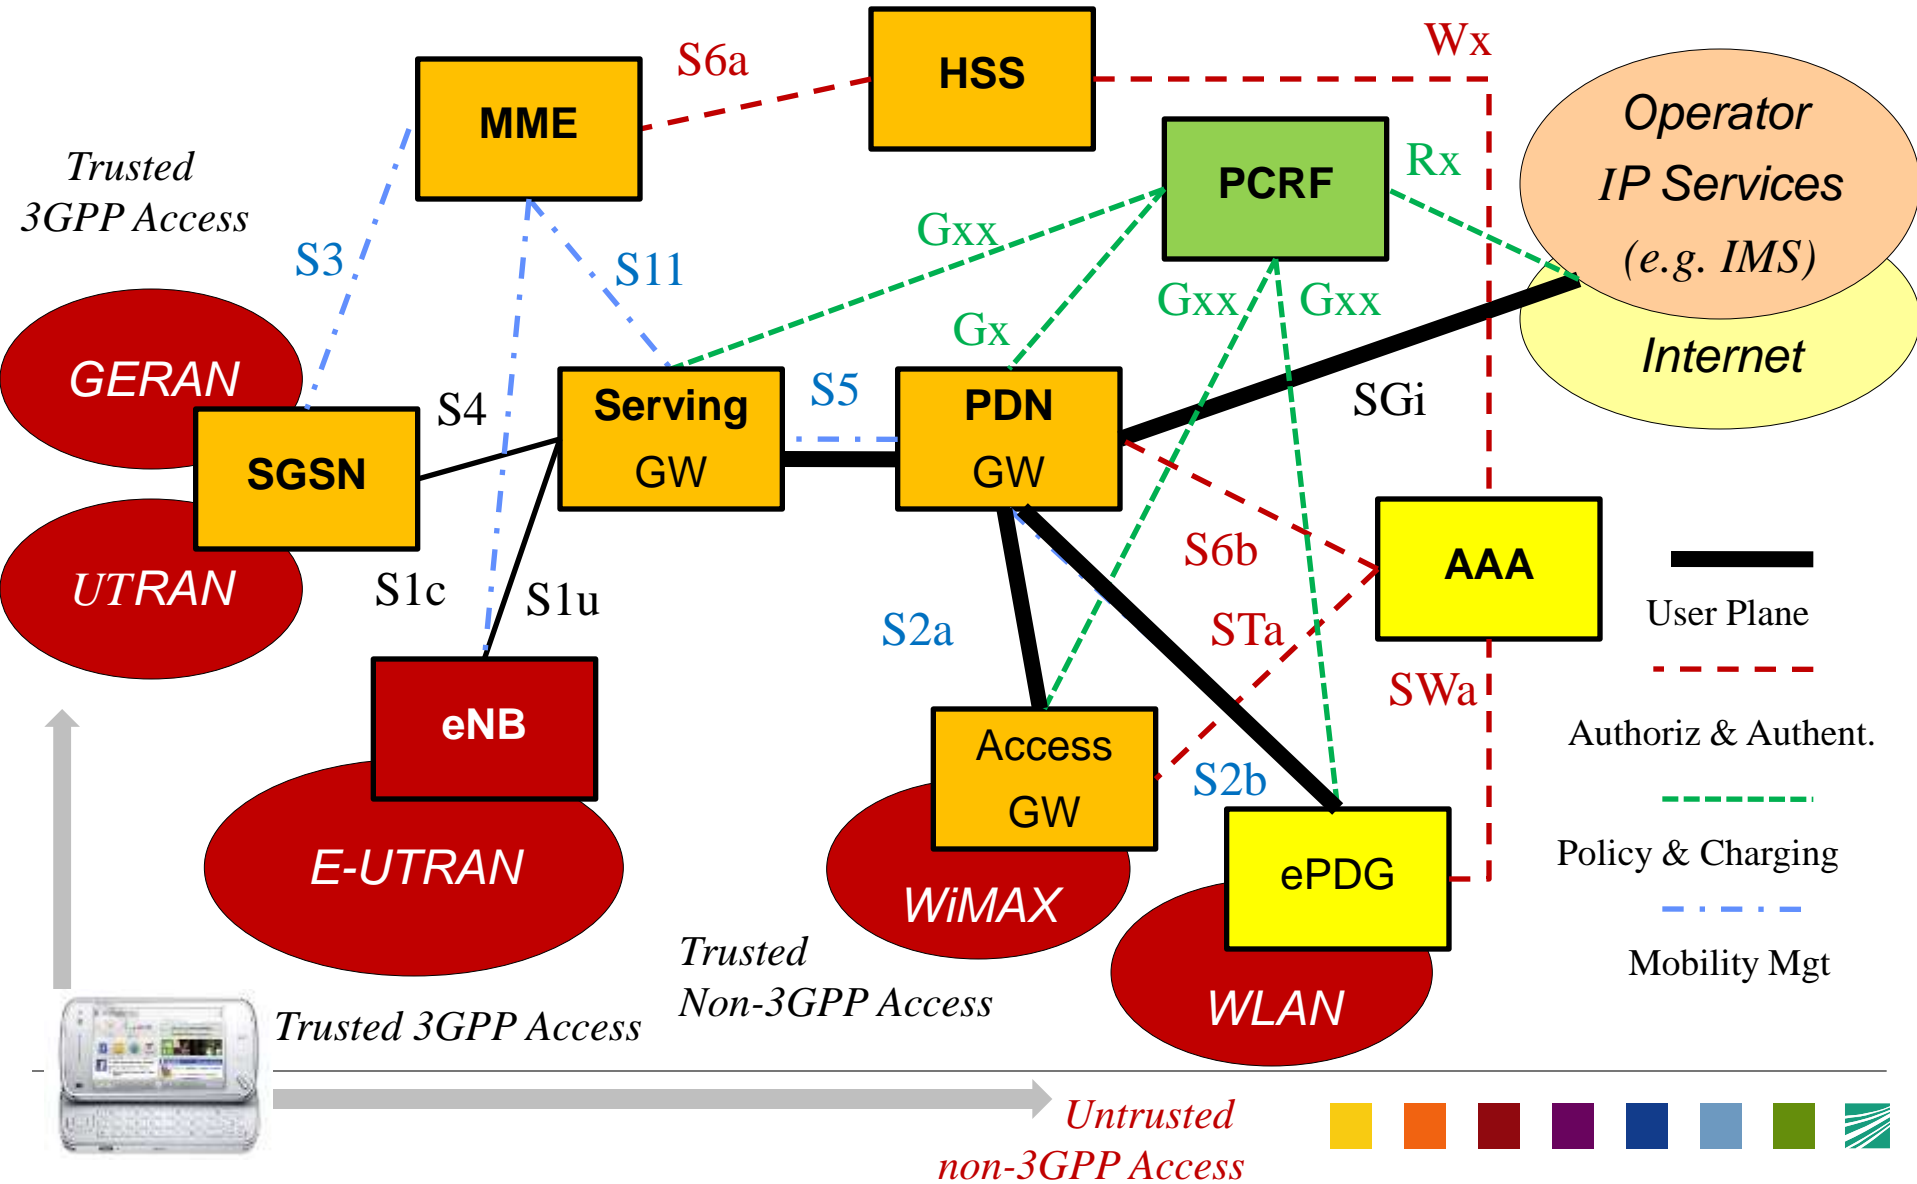 S6a
HSS
Wx
MME
Operator
IP Services
(e.g. IMS)
Trusted
3GPP Access
PCRF
Rx
Gxx
S3
S11
Gxx
Gxx
Gx
Internet
GERAN
S4
Serving
GW
S5
PDN
GW
SGi
SGSN
UTRAN
S1c
S1u
S6b
AAA
User Plane
S2a
STa
SWa
eNB
Access
GW
S2b
Authoriz & Authent.
E-UTRAN
WiMAX
ePDG
Policy & Charging
Trusted
Non-3GPP Access
Mobility Mgt
WLAN
Trusted 3GPP Access
Untrusted
non-3GPP Access